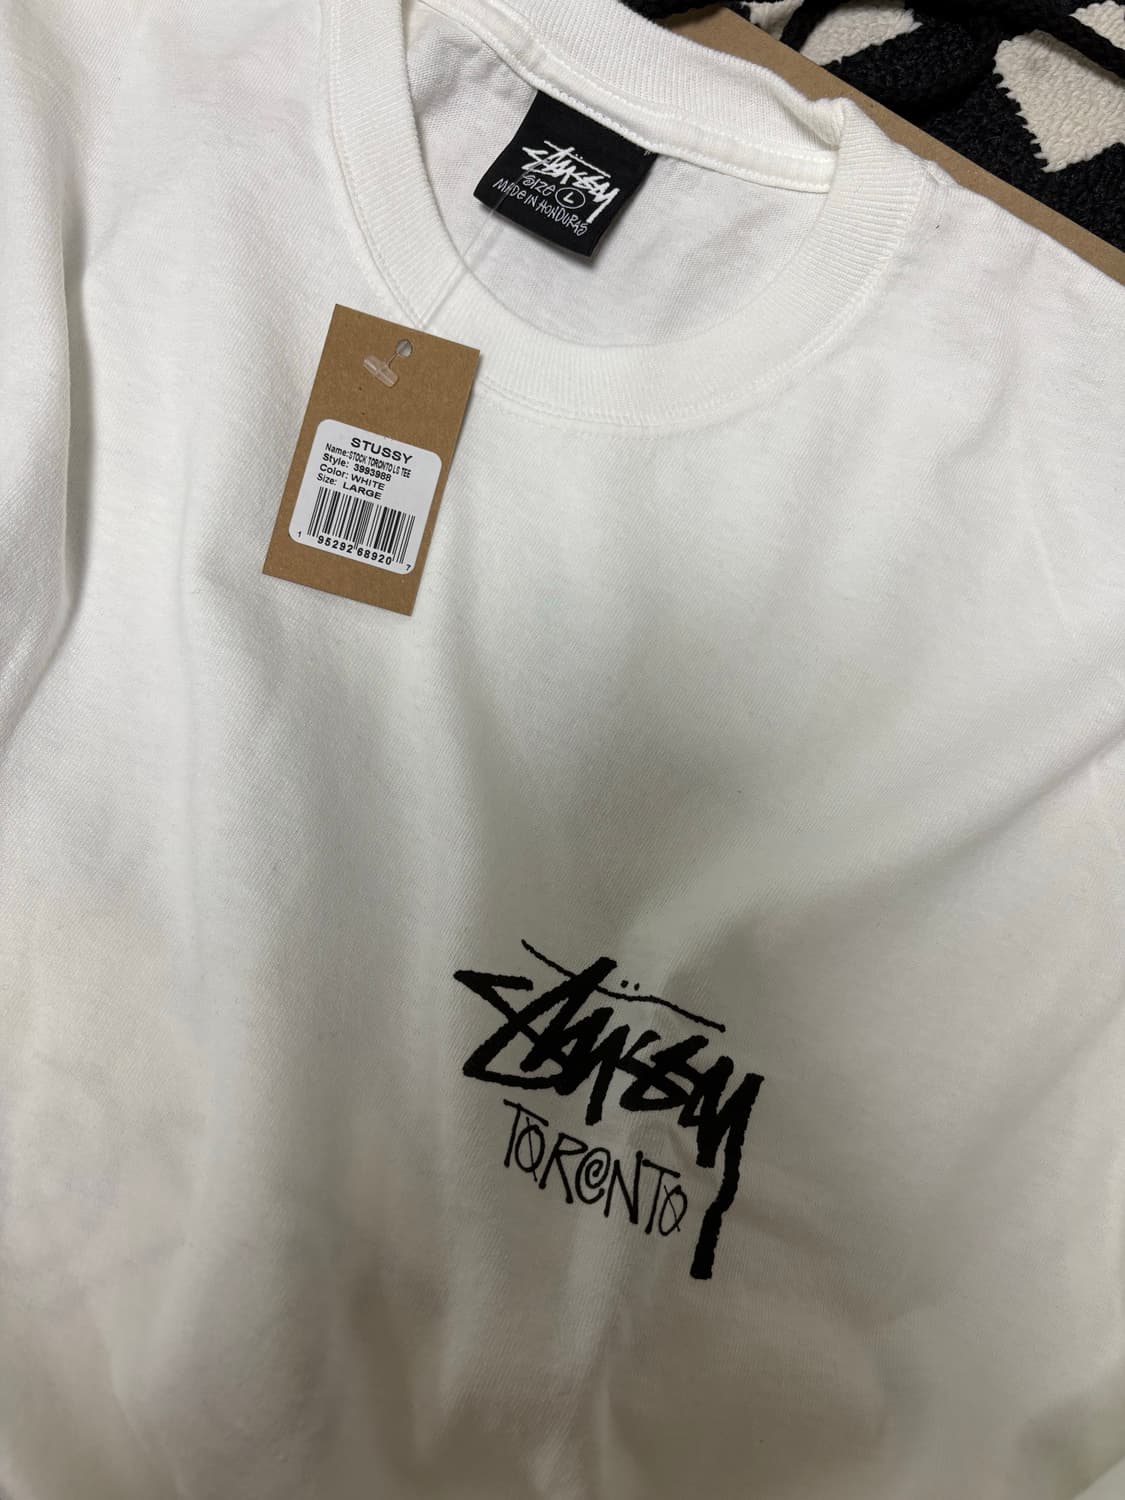 STÜSSY
SIZE L
MADE IN HONDURAS
STUSSY
Name:STOCK TORONTO LS TEE
Style: 3993988
Color: WHITE
Size: LARGE
1 95292 68920 7
STÜSSY
TORONTO